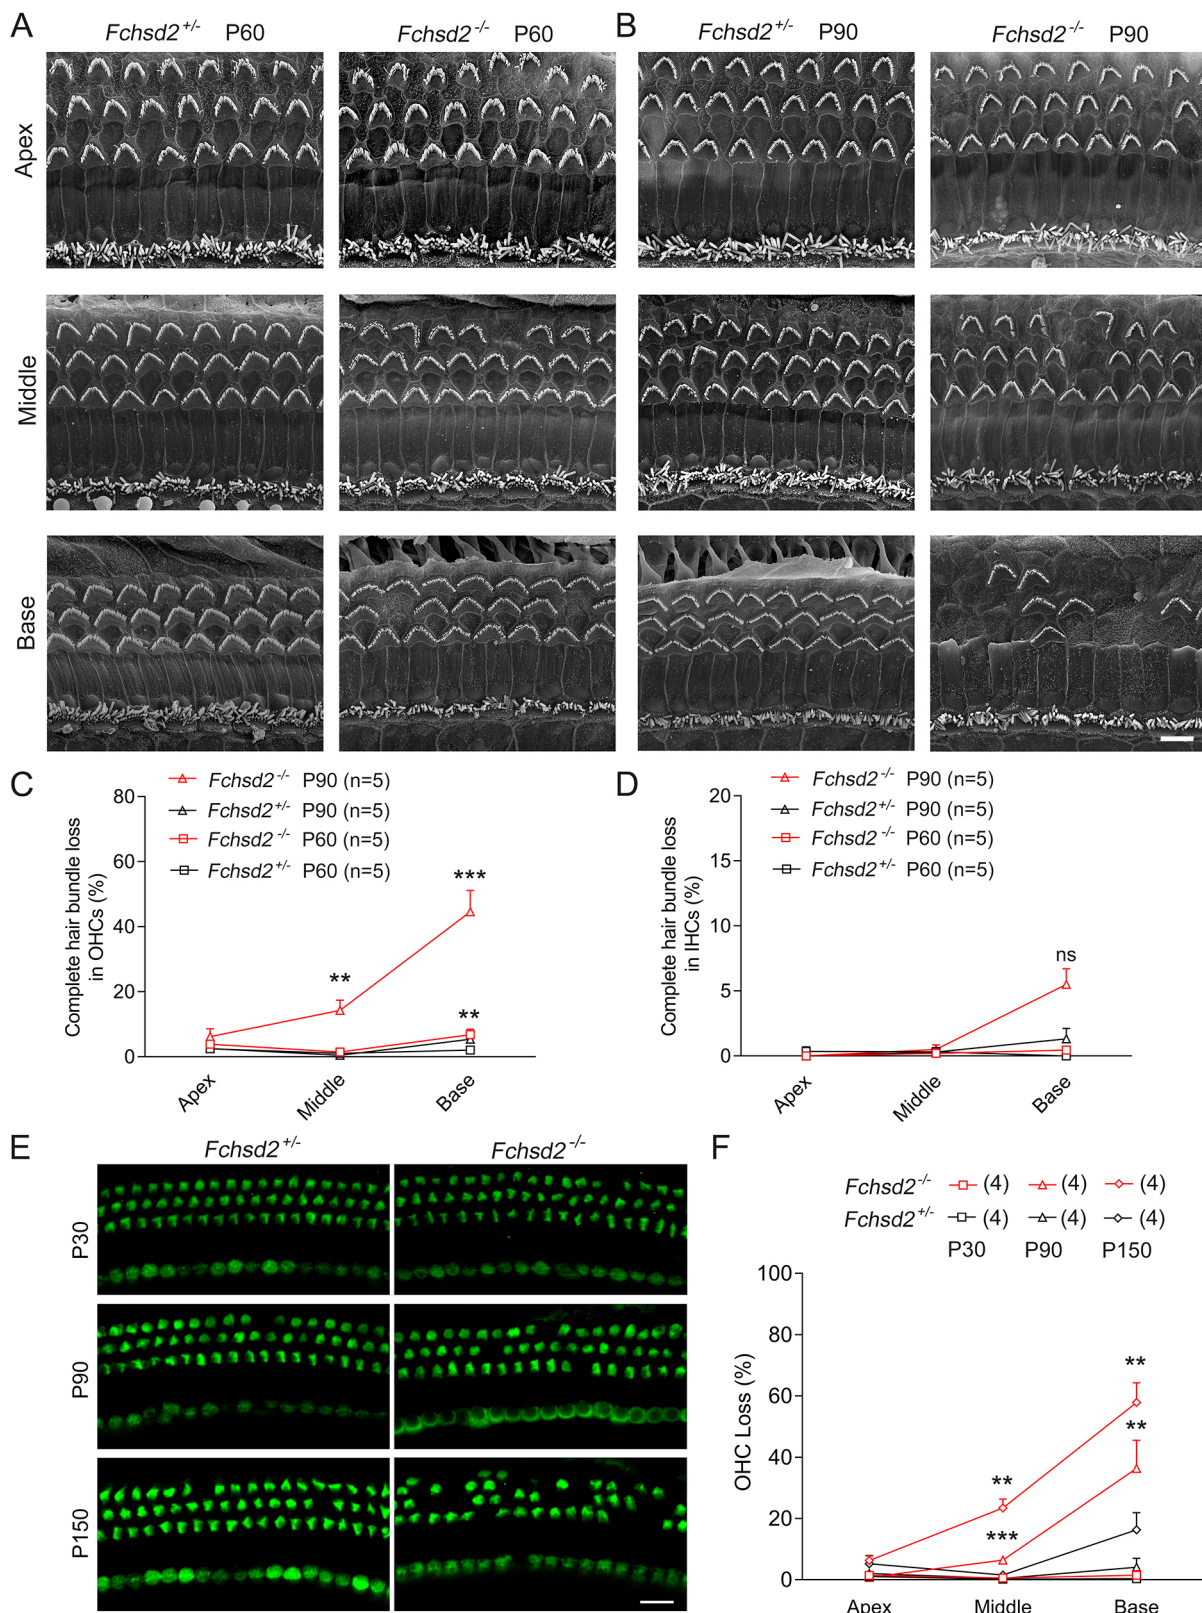 A
Fchsd2+/- P60
Fchsd2-/- P60
B
Fchsd2+/- P90
Fchsd2-/- P90
Apex
Middle
Base
C
Fchsd2-/- P90 (n=5)
Fchsd2+/- P90 (n=5)
Fchsd2-/- P60 (n=5)
Fchsd2+/- P60 (n=5)
Complete hair bundle loss
in OHCs (%)
80
60
40
20
0
***
**
**
Apex
Middle
Base
D
Fchsd2-/- P90 (n=5)
Fchsd2+/- P90 (n=5)
Fchsd2-/- P60 (n=5)
Fchsd2+/- P60 (n=5)
Complete hair bundle loss
in IHCs (%)
20
15
10
5
0
ns
Apex
Middle
Base
E
Fchsd2+/-
Fchsd2-/-
P30
P90
P150
F
Fchsd2-/- (4) (4) (4)
Fchsd2+/- (4) (4) (4)
P30 P90 P150
OHC Loss (%)
100
80
60
40
20
0
**
**
**
***
Apex
Middle
Base